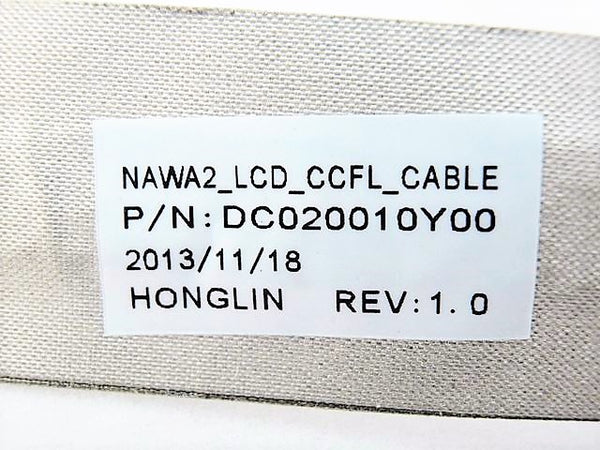 NAWA2_LCD_CCFL_CABLE
P/N:DC020010Y00
2013/11/18
HONGLIN REV:1.0